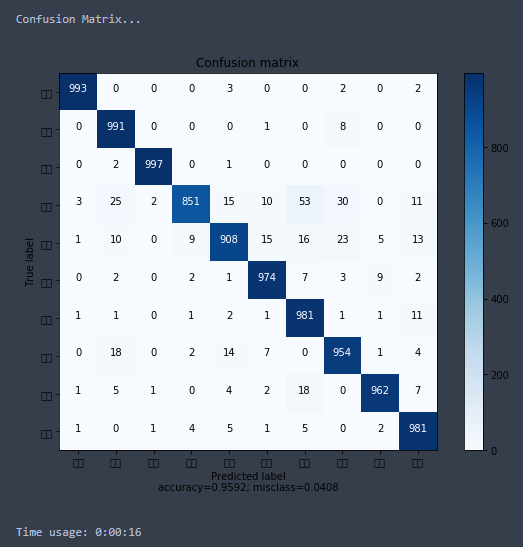 Confusion Matrix...
Confusion matrix
993 0 0 0 3 0 0 2 0 2
0 991 0 0 0 1 0 8 0 0
0 2 997 0 1 0 0 0 0 0
3 25 2 851 15 10 53 30 0 11
1 10 0 9 908 15 16 23 5 13
0 2 0 2 1 974 7 3 9 2
1 1 0 1 2 1 981 1 1 11
0 18 0 2 14 7 0 954 1 4
1 5 1 0 4 2 18 0 962 7
1 0 1 4 5 1 5 0 2 981
True label
Predicted label
accuracy=0.9592; misclass=0.0408
800
600
400
200
0
Time usage: 0:00:16